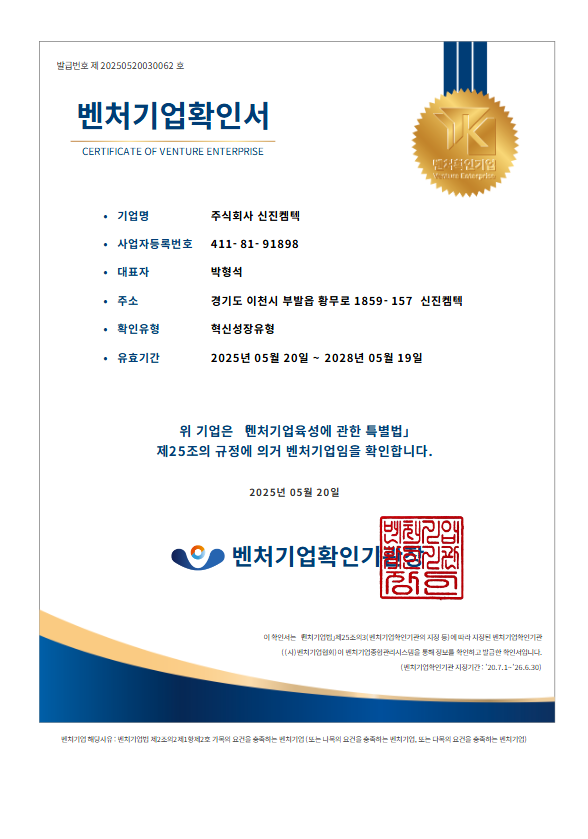 발급번호 제 20250520030062 호
벤처기업확인서
CERTIFICATE OF VENTURE ENTERPRISE
벤처확인기업
Venture Enterprise
• 기업명 주식회사 신진켐텍
• 사업자등록번호 411- 81- 91898
• 대표자 박형석
• 주소 경기도 이천시 부발읍 황무로 1859- 157 신진켐텍
• 확인유형 혁신성장유형
• 유효기간 2025년 05월 20일 ~ 2028년 05월 19일
위 기업은 「벤처기업육성에 관한 특별법」
제25조의 규정에 의거 벤처기업임을 확인합니다.
2025년 05월 20일
벤처기업확인기관장
이 확인서는 「벤처기업법」제25조의3(벤처기업확인기관의 지정 등)에 따라 지정된 벤처기업확인기관
((사)벤처기업협회)이 벤처기업종합관리시스템을 통해 정보를 확인하고 발급한 확인서입니다.
(벤처기업확인기관 지정기간 : '20.7.1~'26.6.30)
벤처기업 해당사유 : 벤처기업법 제2조의2제1항제2호 가목의 요건을 충족하는 벤처기업 (또는 나목의 요건을 충족하는 벤처기업, 또는 다목의 요건을 충족하는 벤처기업)